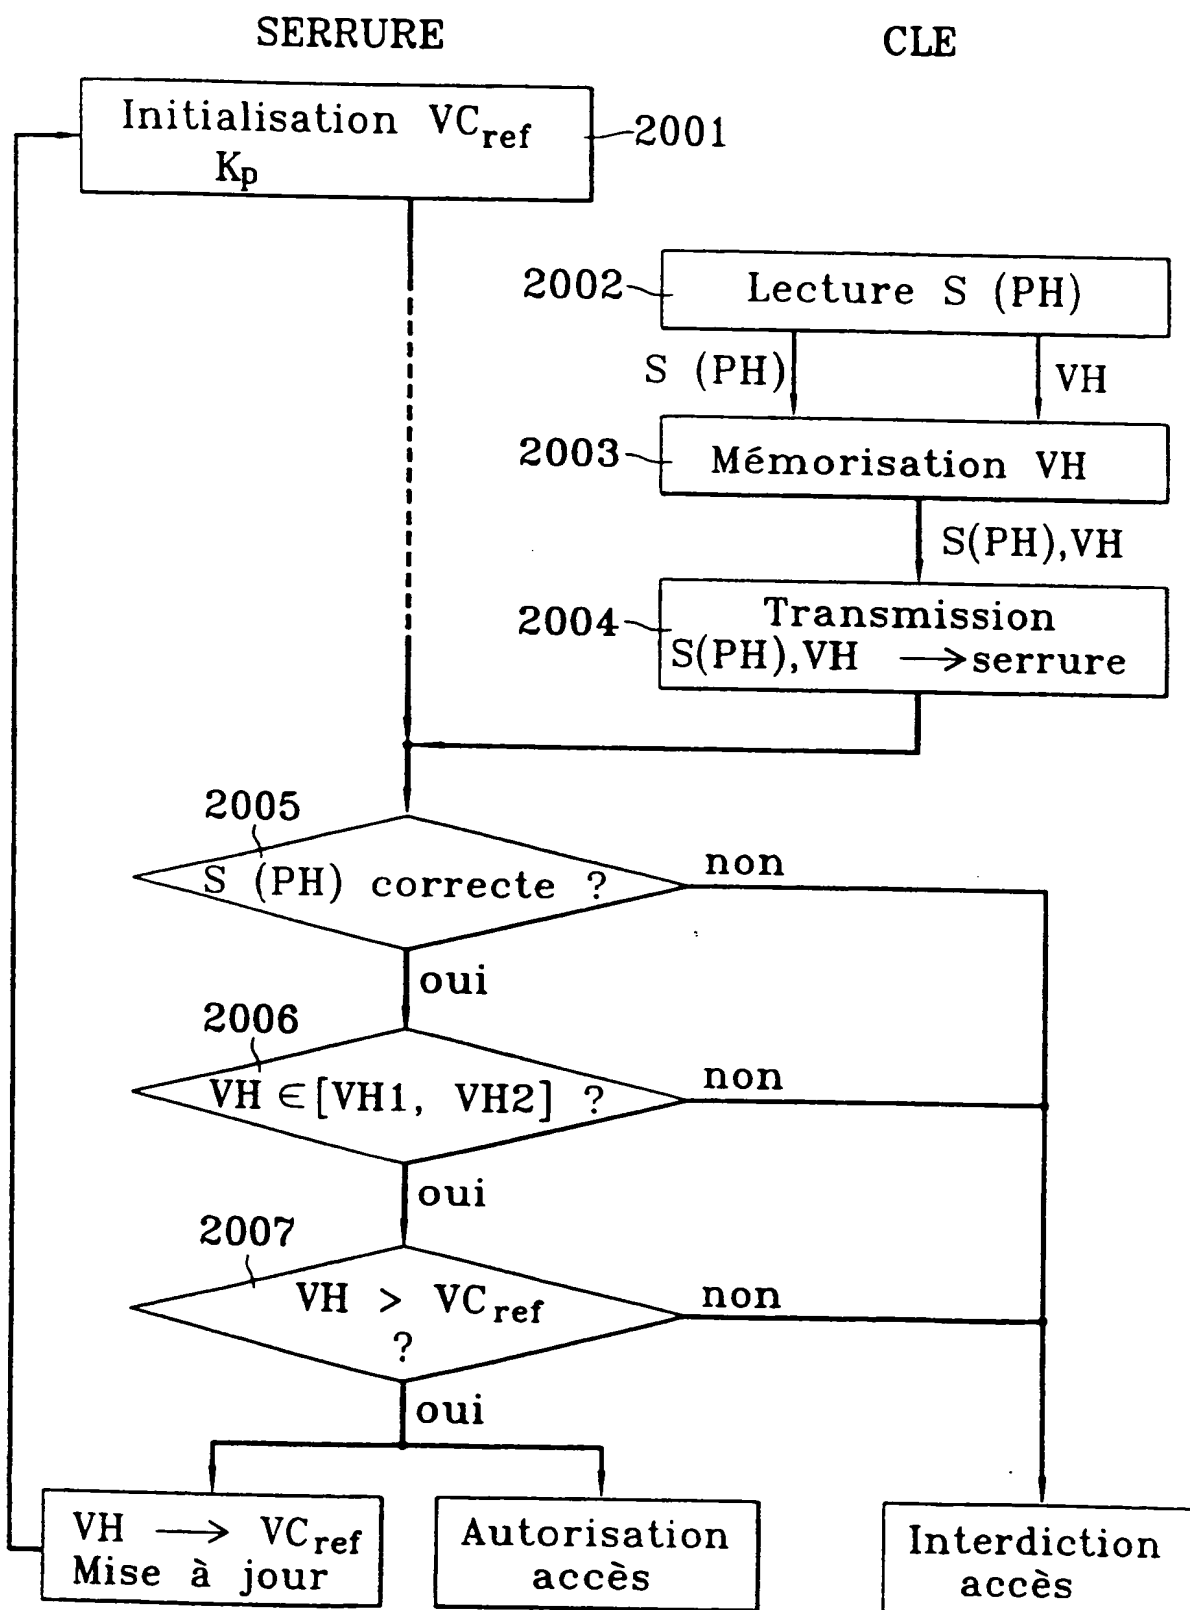 SERRURE
CLE
Initialisation VCref
Kp
2001
2002
Lecture S (PH)
S (PH)
VH
2003
Mémorisation VH
S(PH),VH
2004
Transmission
S(PH),VH → serrure
2005
S (PH) correcte ?
non
oui
2006
VH ∈ [VH1, VH2] ?
non
oui
2007
VH > VCref
?
non
oui
VH → VCref
Mise à jour
Autorisation
accès
Interdiction
accès